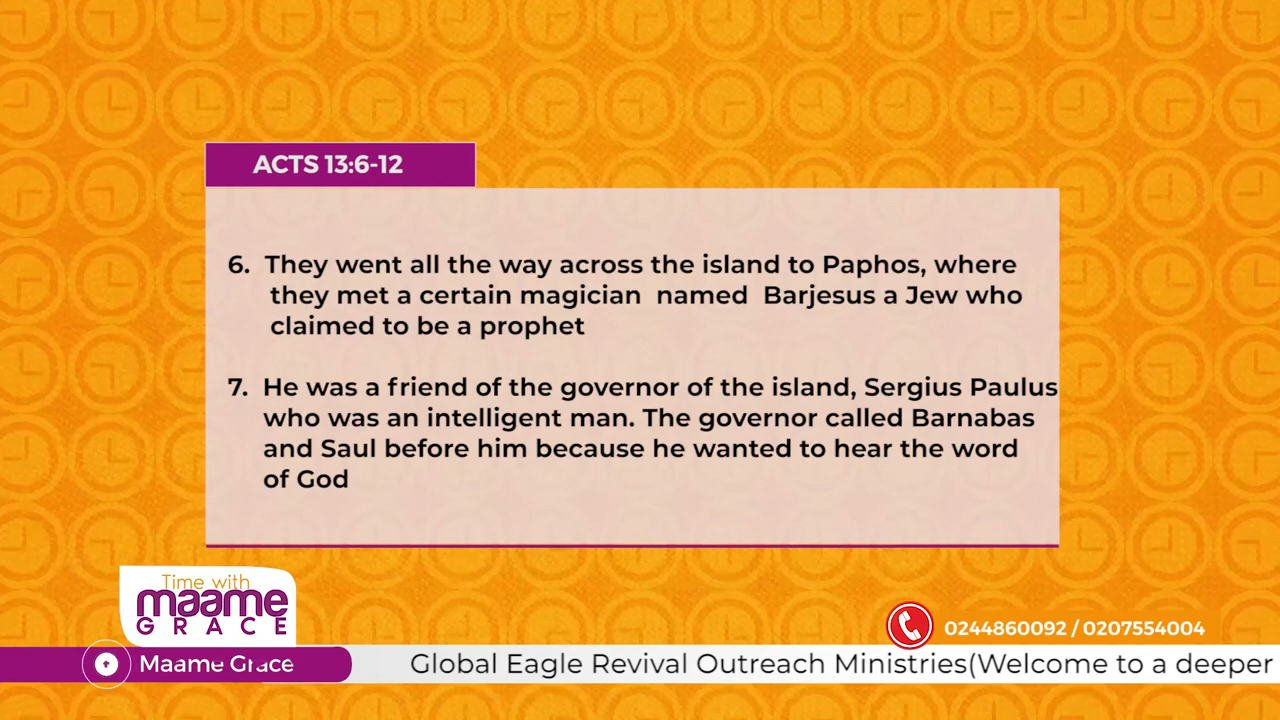 ACTS 13:6-12
6. They went all the way across the island to Paphos, where
they met a certain magician named Barjesus a Jew who
claimed to be a prophet
7. He was a friend of the governor of the island, Sergius Paulus
who was an intelligent man. The governor called Barnabas
and Saul before him because he wanted to hear the word
of God
Time with
maame
GRACE
0244860092 / 0207554004
Maame Grace
Global Eagle Revival Outreach Ministries(Welcome to a deeper